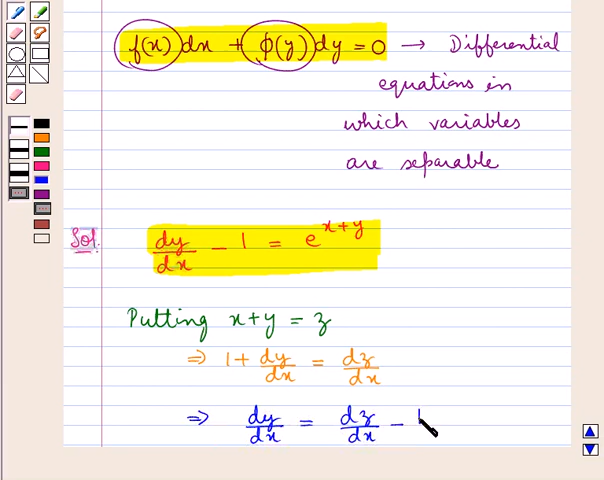 f(x)dx + φ(y)dy = 0 → Differential
equations in
which variables
are separable
Sol. dy/dx - 1 = e^(x+y)
Putting x+y = z
⇒ 1 + dy/dx = dz/dx
⇒ dy/dx = dz/dx - 1